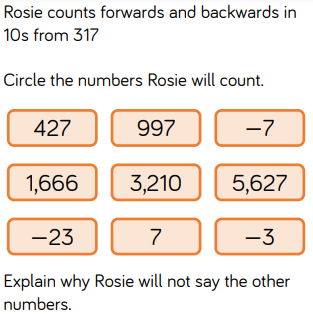 Rosie counts forwards and backwards in
10s from 317
Circle the numbers Rosie will count.
427 997 −7
1,666 3,210 5,627
−23 7 −3
Explain why Rosie will not say the other
numbers.